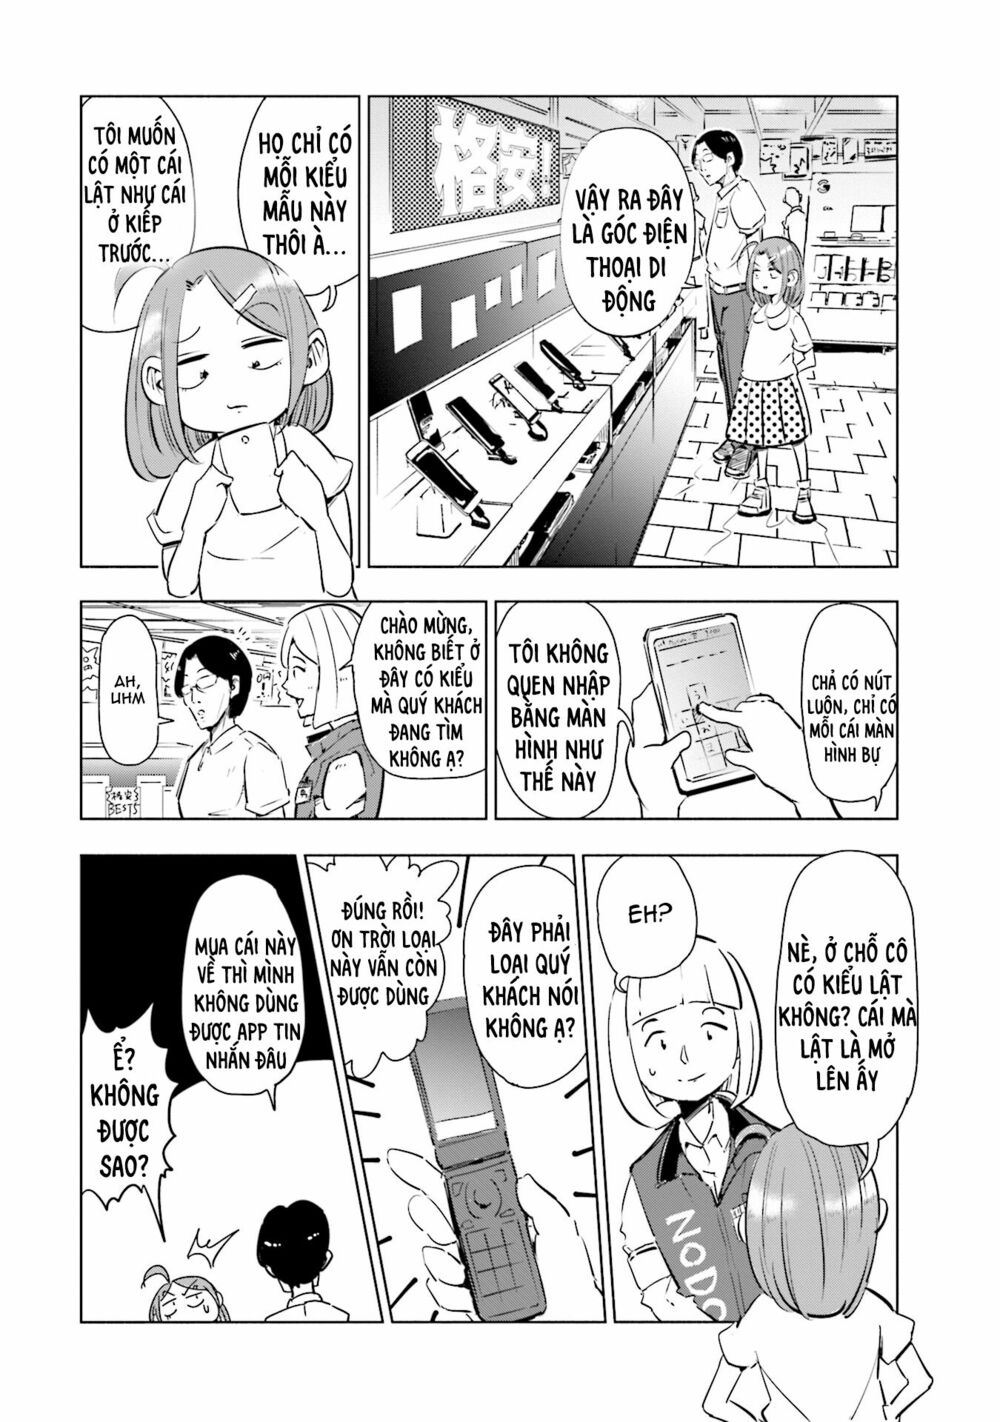 格安!
VẬY RA ĐÂY
LÀ GÓC ĐIỆN
THOẠI DI
ĐỘNG
HỌ CHỈ CÓ
MỖI KIỂU
MẪU NÀY
THÔI À...
TÔI MUỐN
CÓ MỘT CÁI
LẬT NHƯ CÁI
Ở KIẾP
TRƯỚC...
CHẢ CÓ NÚT
LUÔN, CHỈ CÓ
MỖI CÁI MÀN
HÌNH BỰ
TÔI KHÔNG
QUEN NHẬP
BẰNG MÀN
HÌNH NHƯ
THẾ NÀY
CHÀO MỪNG,
KHÔNG BIẾT Ở
ĐÂY CÓ KIỂU
MÀ QUÝ KHÁCH
ĐANG TÌM
KHÔNG Ạ?
AH,
UHM
格安
BESTS
NÈ, Ở CHỖ CÔ
CÓ KIỂU LẬT
KHÔNG? CÁI MÀ
LẬT LÀ MỞ
LÊN ẤY
EH?
NODO
ĐÂY PHẢI
LOẠI QUÝ
KHÁCH NÓI
KHÔNG Ạ?
ĐÚNG RỒI!
ƠN TRỜI LOẠI
NÀY VẪN CÒN
ĐƯỢC DÙNG
MUA CÁI NÀY
VỀ THÌ MÌNH
KHÔNG DÙNG
ĐƯỢC APP TIN
NHẮN ĐÂU
Ể?
KHÔNG
ĐƯỢC
SAO?